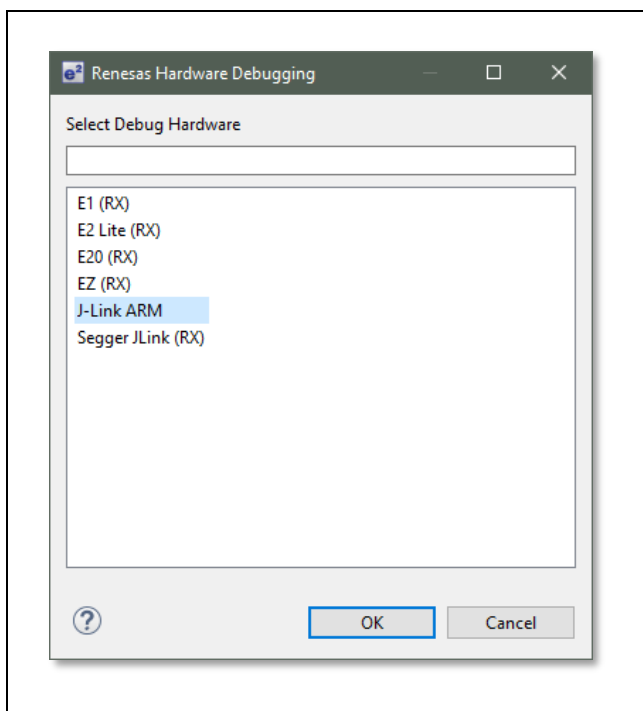 e² Renesas Hardware Debugging
Select Debug Hardware
E1 (RX)
E2 Lite (RX)
E20 (RX)
EZ (RX)
J-Link ARM
Segger JLink (RX)
?
OK Cancel